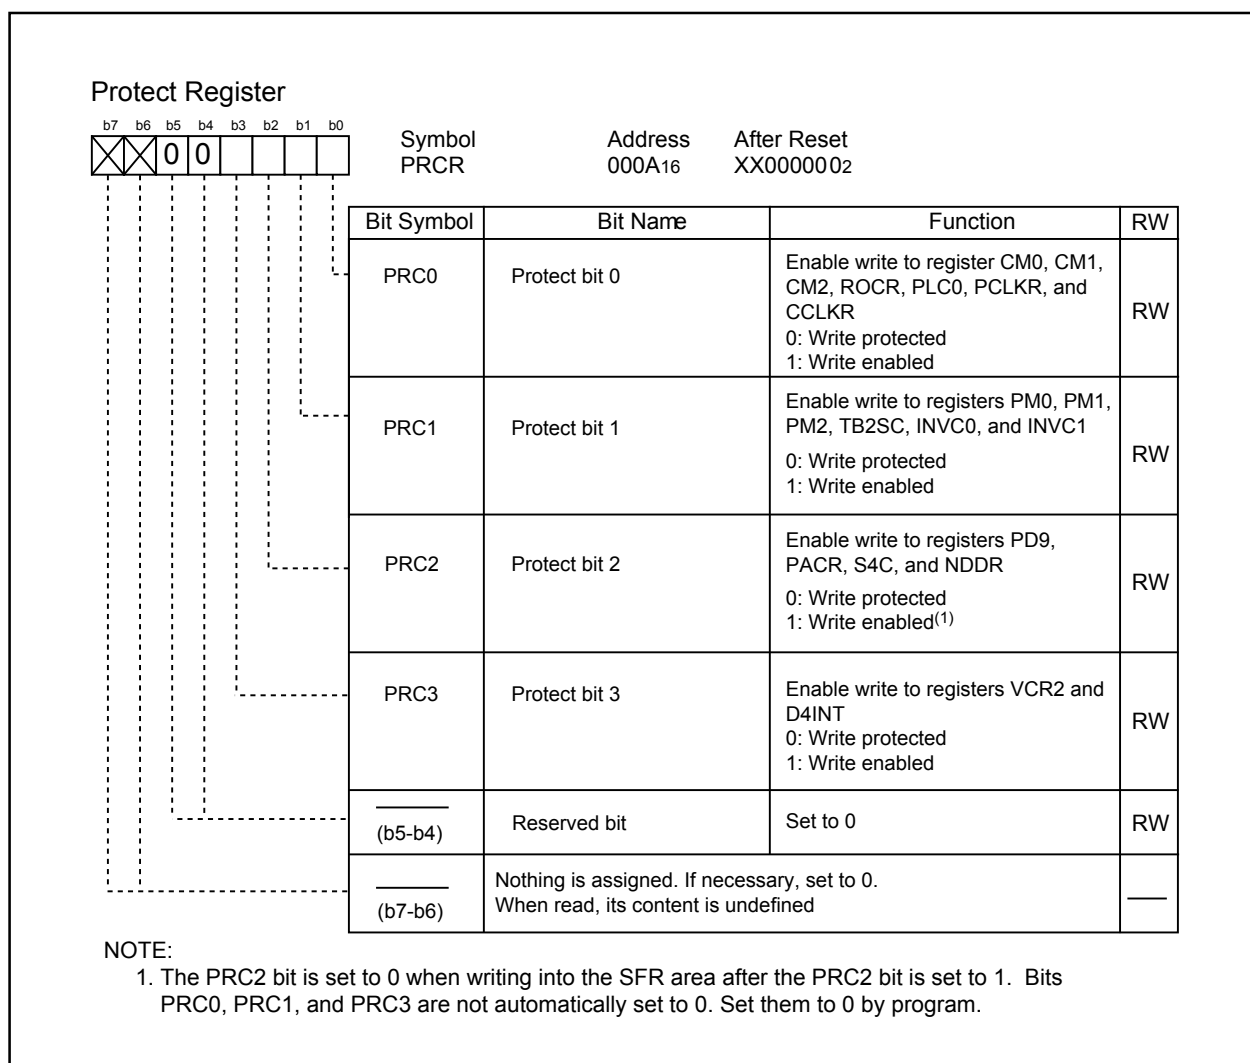 Protect Register
b7 b6 b5 b4 b3 b2 b1 b0
0 0
Symbol Address After Reset
PRCR 000A16 XX0000002
Bit Symbol Bit Name Function RW
PRC0 Protect bit 0 Enable write to register CM0, CM1,
CM2, ROCR, PLC0, PCLKR, and
CCLKR
0: Write protected
1: Write enabled
RW
PRC1 Protect bit 1 Enable write to registers PM0, PM1,
PM2, TB2SC, INVC0, and INVC1
0: Write protected
1: Write enabled
RW
PRC2 Protect bit 2 Enable write to registers PD9,
PACR, S4C, and NDDR
0: Write protected
1: Write enabled(1)
RW
PRC3 Protect bit 3 Enable write to registers VCR2 and
D4INT
0: Write protected
1: Write enabled
RW
(b5-b4) Reserved bit Set to 0 RW
(b7-b6) Nothing is assigned. If necessary, set to 0.
When read, its content is undefined
NOTE:
1. The PRC2 bit is set to 0 when writing into the SFR area after the PRC2 bit is set to 1. Bits
PRC0, PRC1, and PRC3 are not automatically set to 0. Set them to 0 by program.